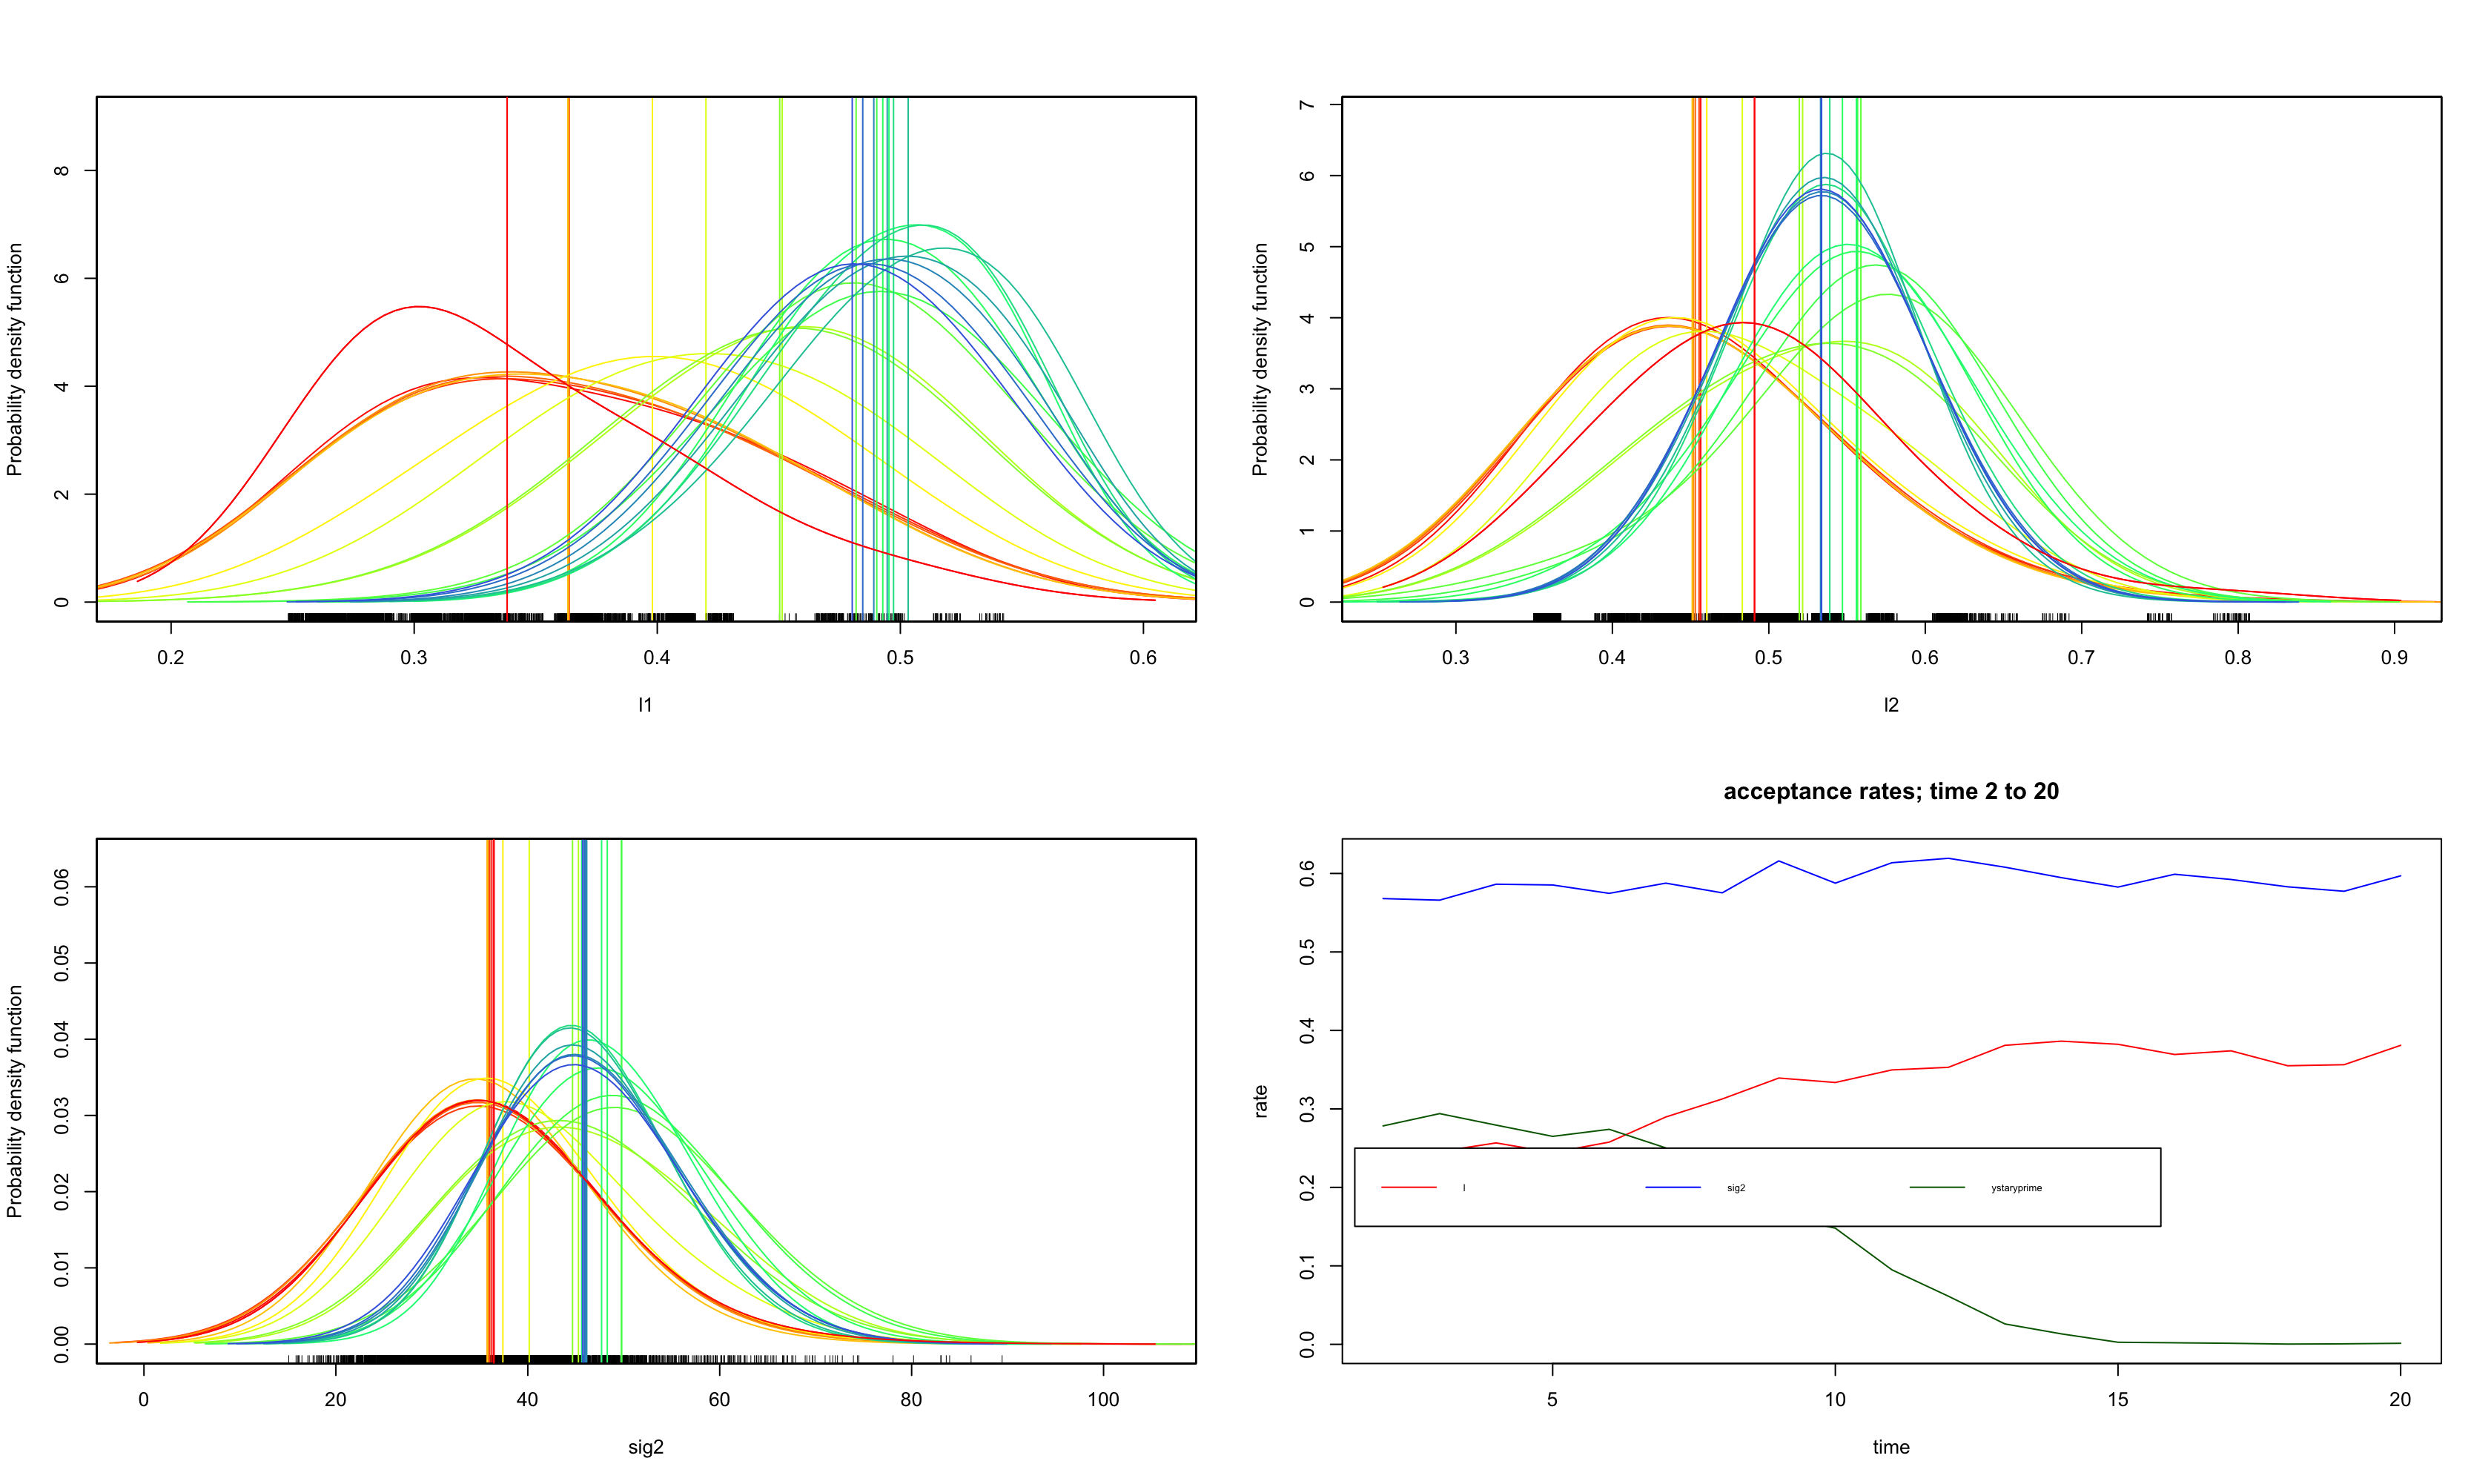 Probability density function
0 2 4 6 8
0.2 0.3 0.4 0.5 0.6
l1
Probability density function
0 1 2 3 4 5 6 7
0.3 0.4 0.5 0.6 0.7 0.8 0.9
l2
Probability density function
0.00 0.01 0.02 0.03 0.04 0.05 0.06
0 20 40 60 80 100
sig2
acceptance rates; time 2 to 20
rate
0.0 0.1 0.2 0.3 0.4 0.5 0.6
l sig2 ystaryprime
5 10 15 20
time